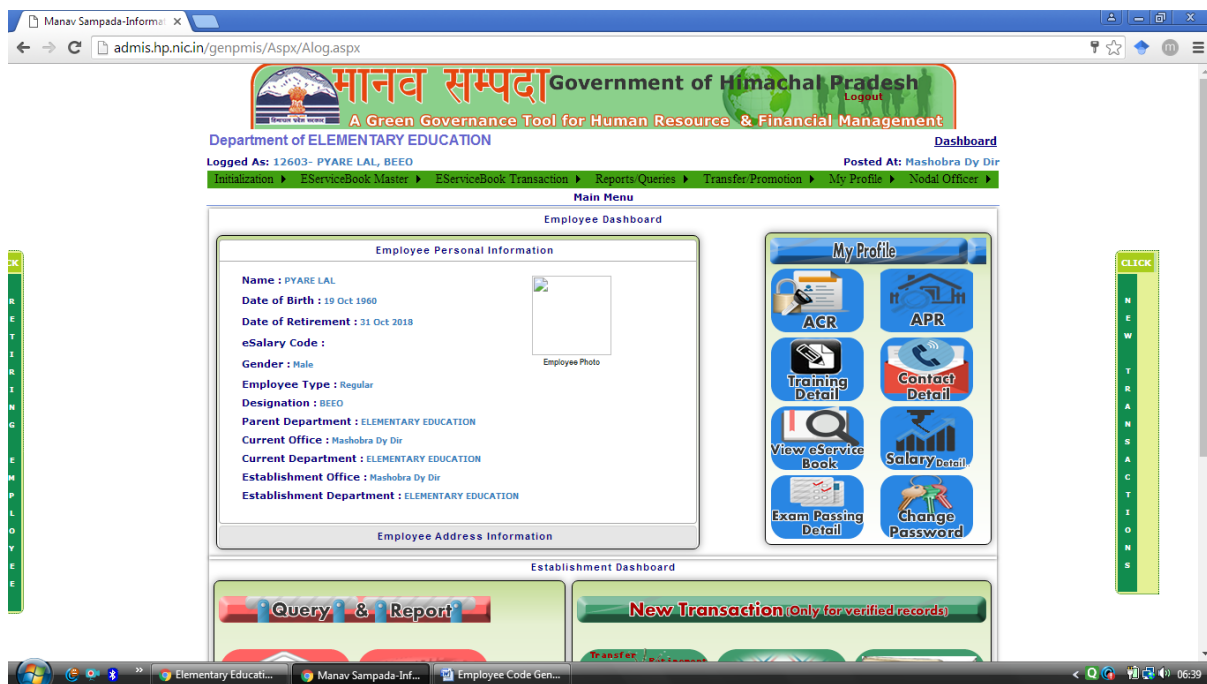 Manav Sampada-Informat
admis.hp.nic.in/genpmis/Aspx/Alog.aspx
मानव सम्पदा Government of Himachal Pradesh
Logout
हिमाचल प्रदेश सरकार
A Green Governance Tool for Human Resource & Financial Management
Department of ELEMENTARY EDUCATION
Dashboard
Logged As: 12603- PYARE LAL, BEEO
Posted At: Mashobra Dy Dir
Initialization EServiceBook Master EServiceBook Transaction Reports/Queries Transfer/Promotion My Profile Nodal Officer
Main Menu
Employee Dashboard
Employee Personal Information
Name : PYARE LAL
Date of Birth : 19 Oct 1960
Date of Retirement : 31 Oct 2018
eSalary Code :
Gender : Male
Employee Type : Regular
Designation : BEEO
Parent Department : ELEMENTARY EDUCATION
Current Office : Mashobra Dy Dir
Current Department : ELEMENTARY EDUCATION
Establishment Office : Mashobra Dy Dir
Establishment Department : ELEMENTARY EDUCATION
Employee Photo
Employee Address Information
My Profile
ACR
APR
Training Detail
Contact Detail
View eService Book
Salary Detail
Exam Passing Detail
Change Password
CK
RETIRING EMPLOYEE
CLICK
NEW TRANSACTIONS
Establishment Dashboard
Query & Report
New Transaction (Only for verified records)
Transfer
Retirement
Elementary Educati...
Manav Sampada-Inf...
Employee Code Gen...
06:39